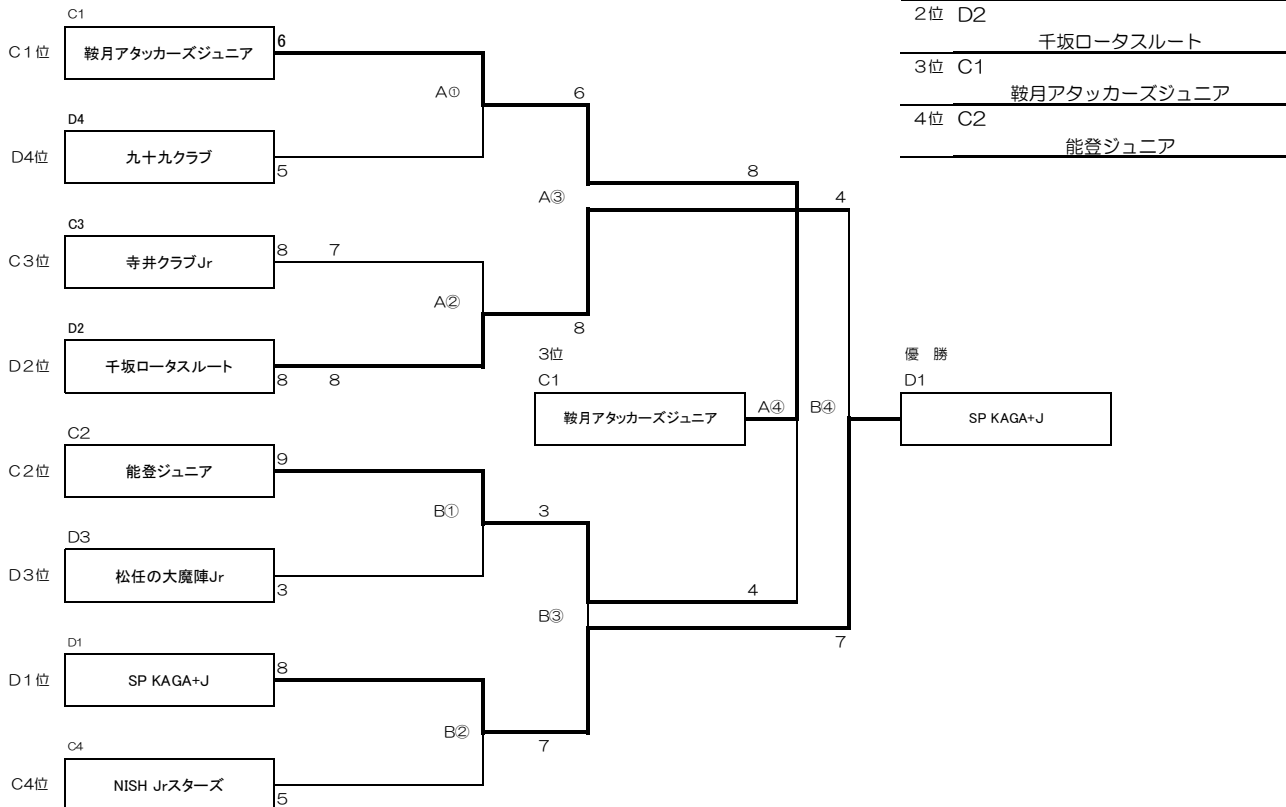 2位 D2
千坂ロータスルート
3位 C1
鞍月アタッカーズジュニア
4位 C2
能登ジュニア
C1
C1位 鞍月アタッカーズジュニア 6
A① 6
D4
D4位 九十九クラブ 5
8
A③ 4
C3
C3位 寺井クラブJr 8 7
A② 8
D2
D2位 千坂ロータスルート 8 8
3位
C1
鞍月アタッカーズジュニア A④ B④
優 勝
D1
SP KAGA+J
C2
C2位 能登ジュニア 9
B① 3
D3
D3位 松任の大魔陣Jr 3
4
B③ 7
D1
D1位 SP KAGA+J 8
B② 7
C4
C4位 NISH Jrスターズ 5